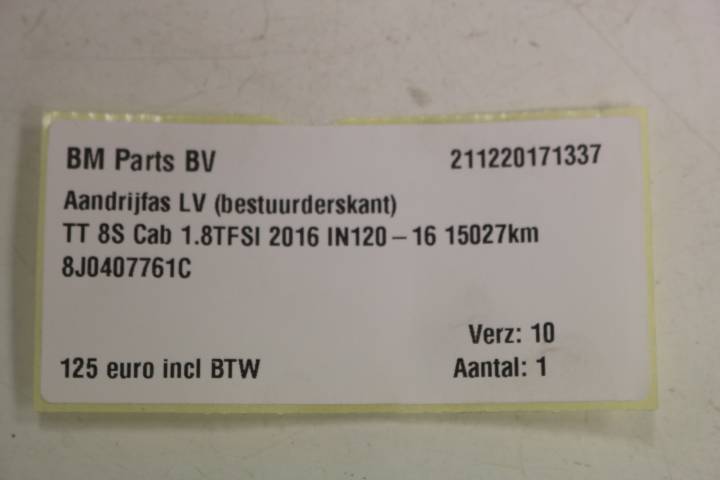 BM Parts BV 211220171337
Aandrijfas LV (bestuurderskant)
TT 8S Cab 1.8TFSI 2016 IN120 – 16 15027km
8J0407761C
Verz: 10
125 euro incl BTW Aantal: 1